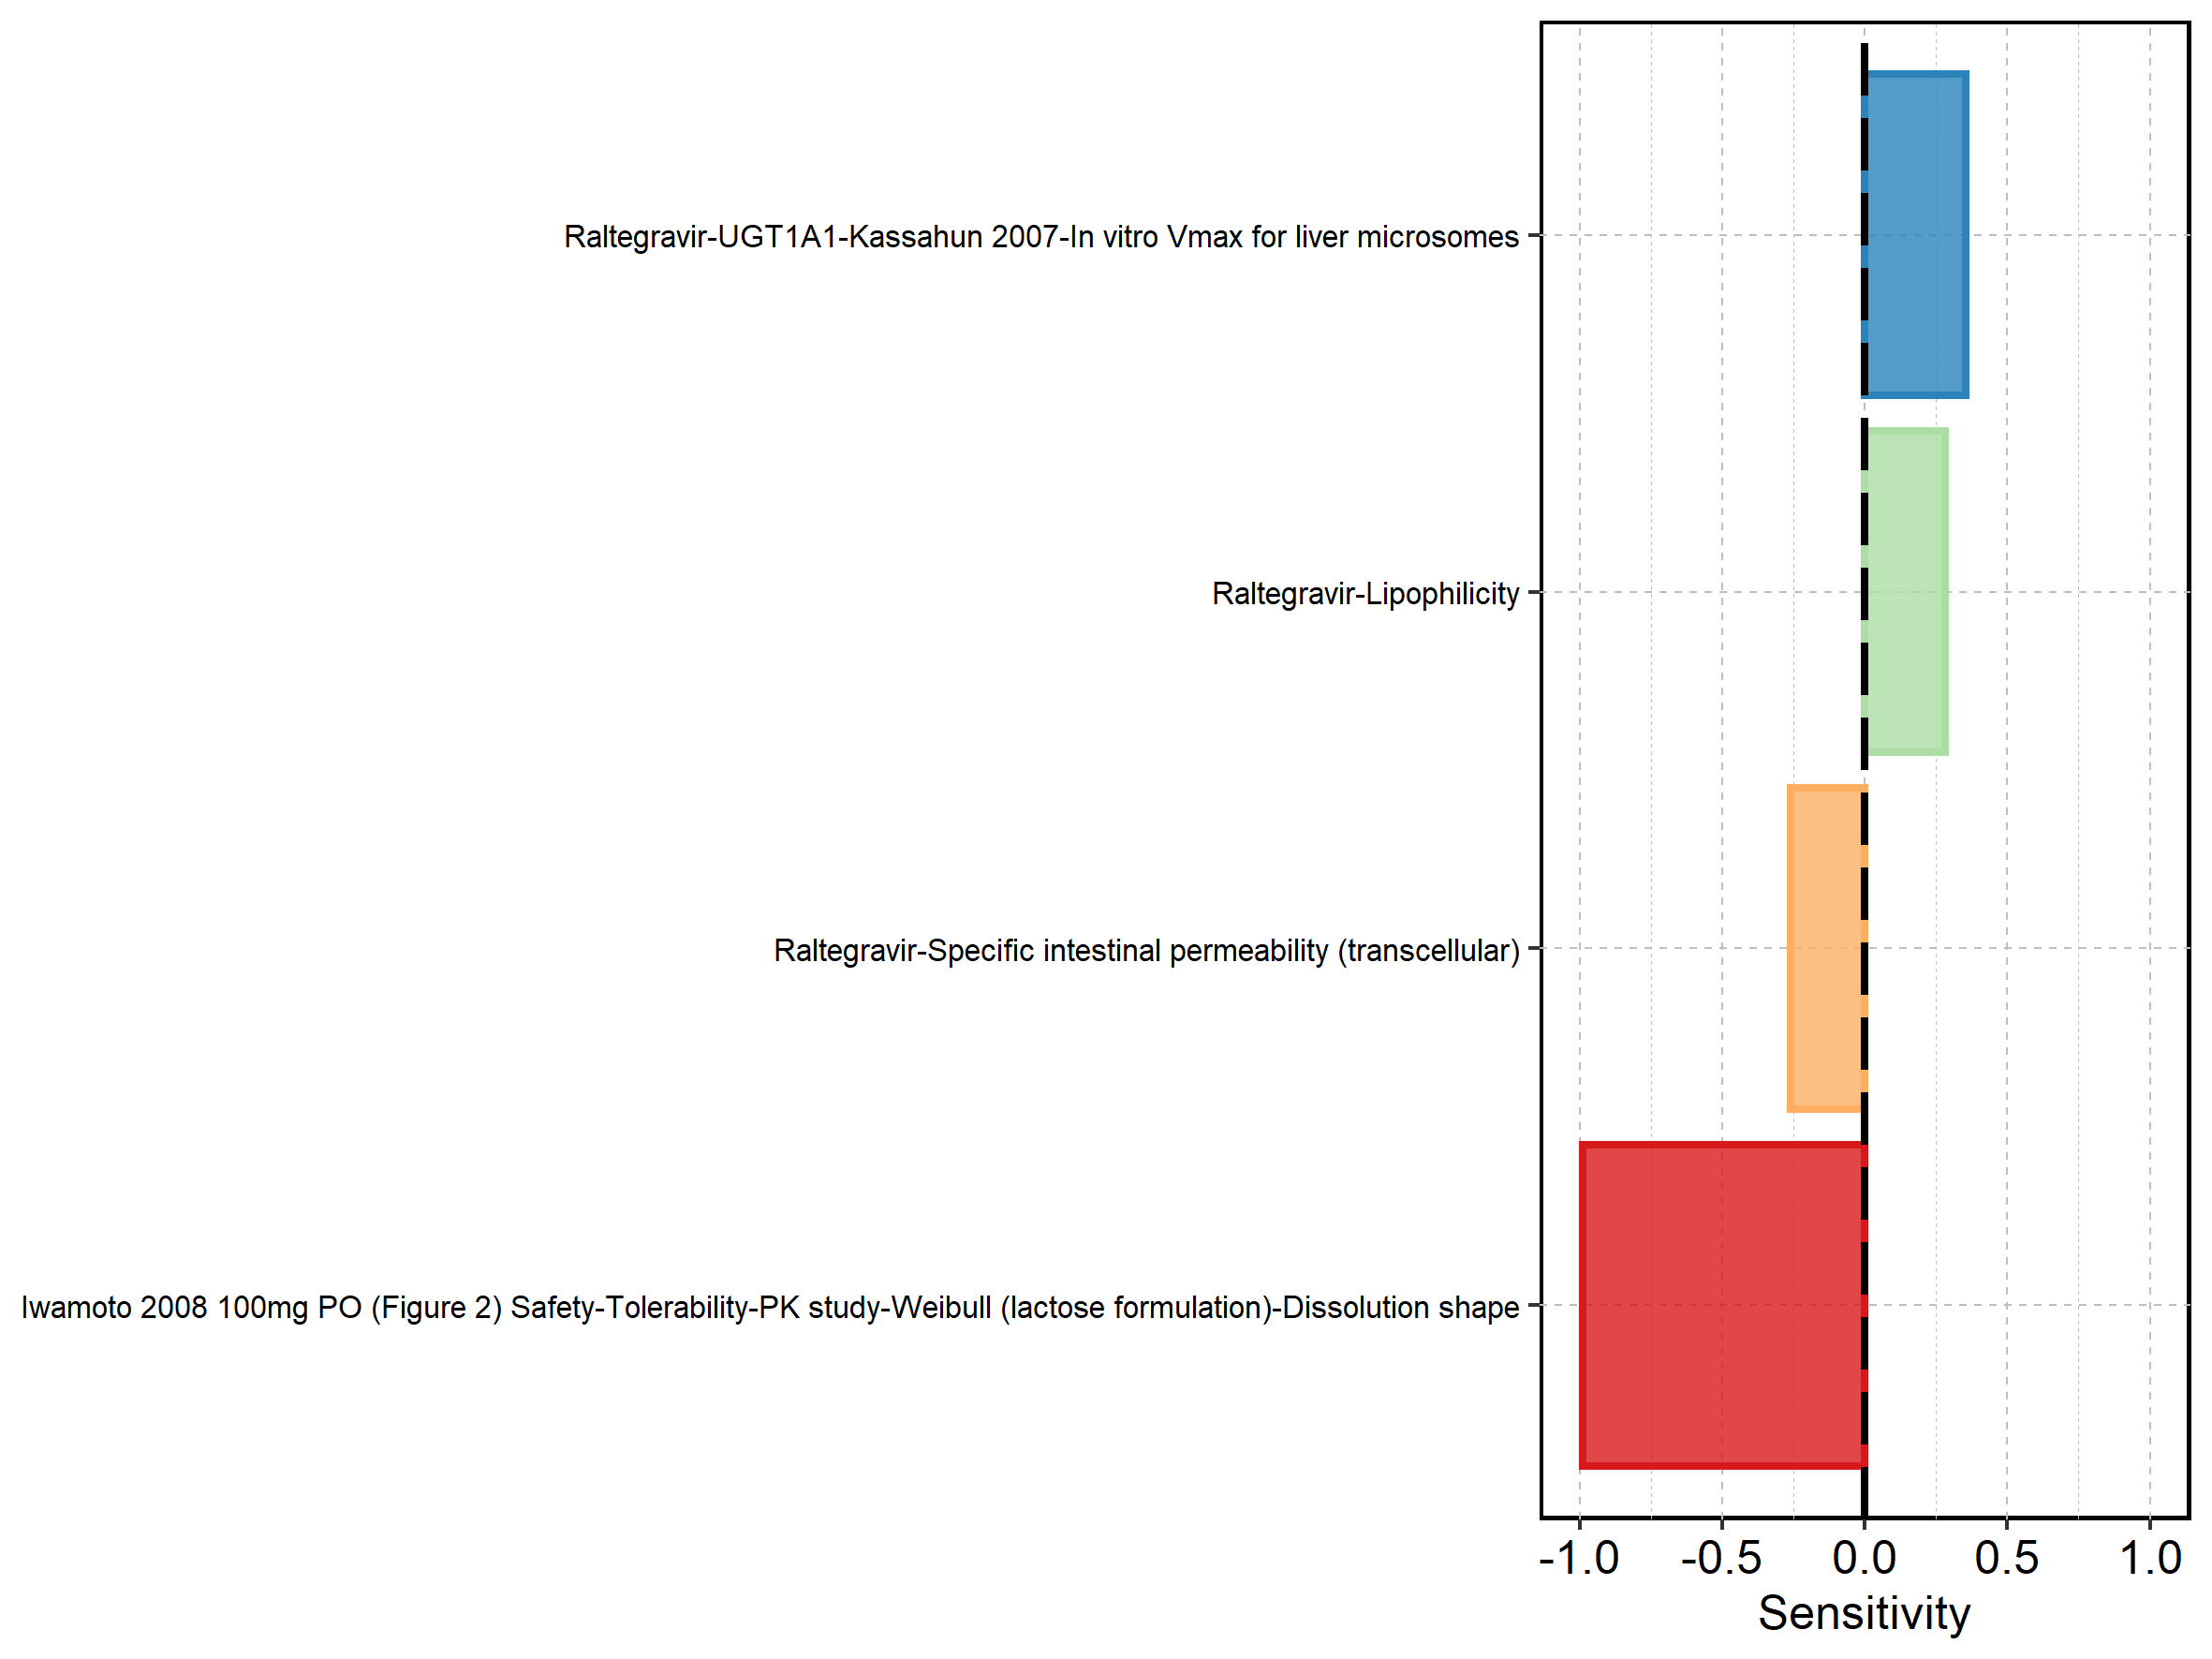 Raltegravir-UGT1A1-Kassahun 2007-In vitro Vmax for liver microsomes
Raltegravir-Lipophilicity
Raltegravir-Specific intestinal permeability (transcellular)
Iwamoto 2008 100mg PO (Figure 2) Safety-Tolerability-PK study-Weibull (lactose formulation)-Dissolution shape
-1.0 -0.5 0.0 0.5 1.0
Sensitivity